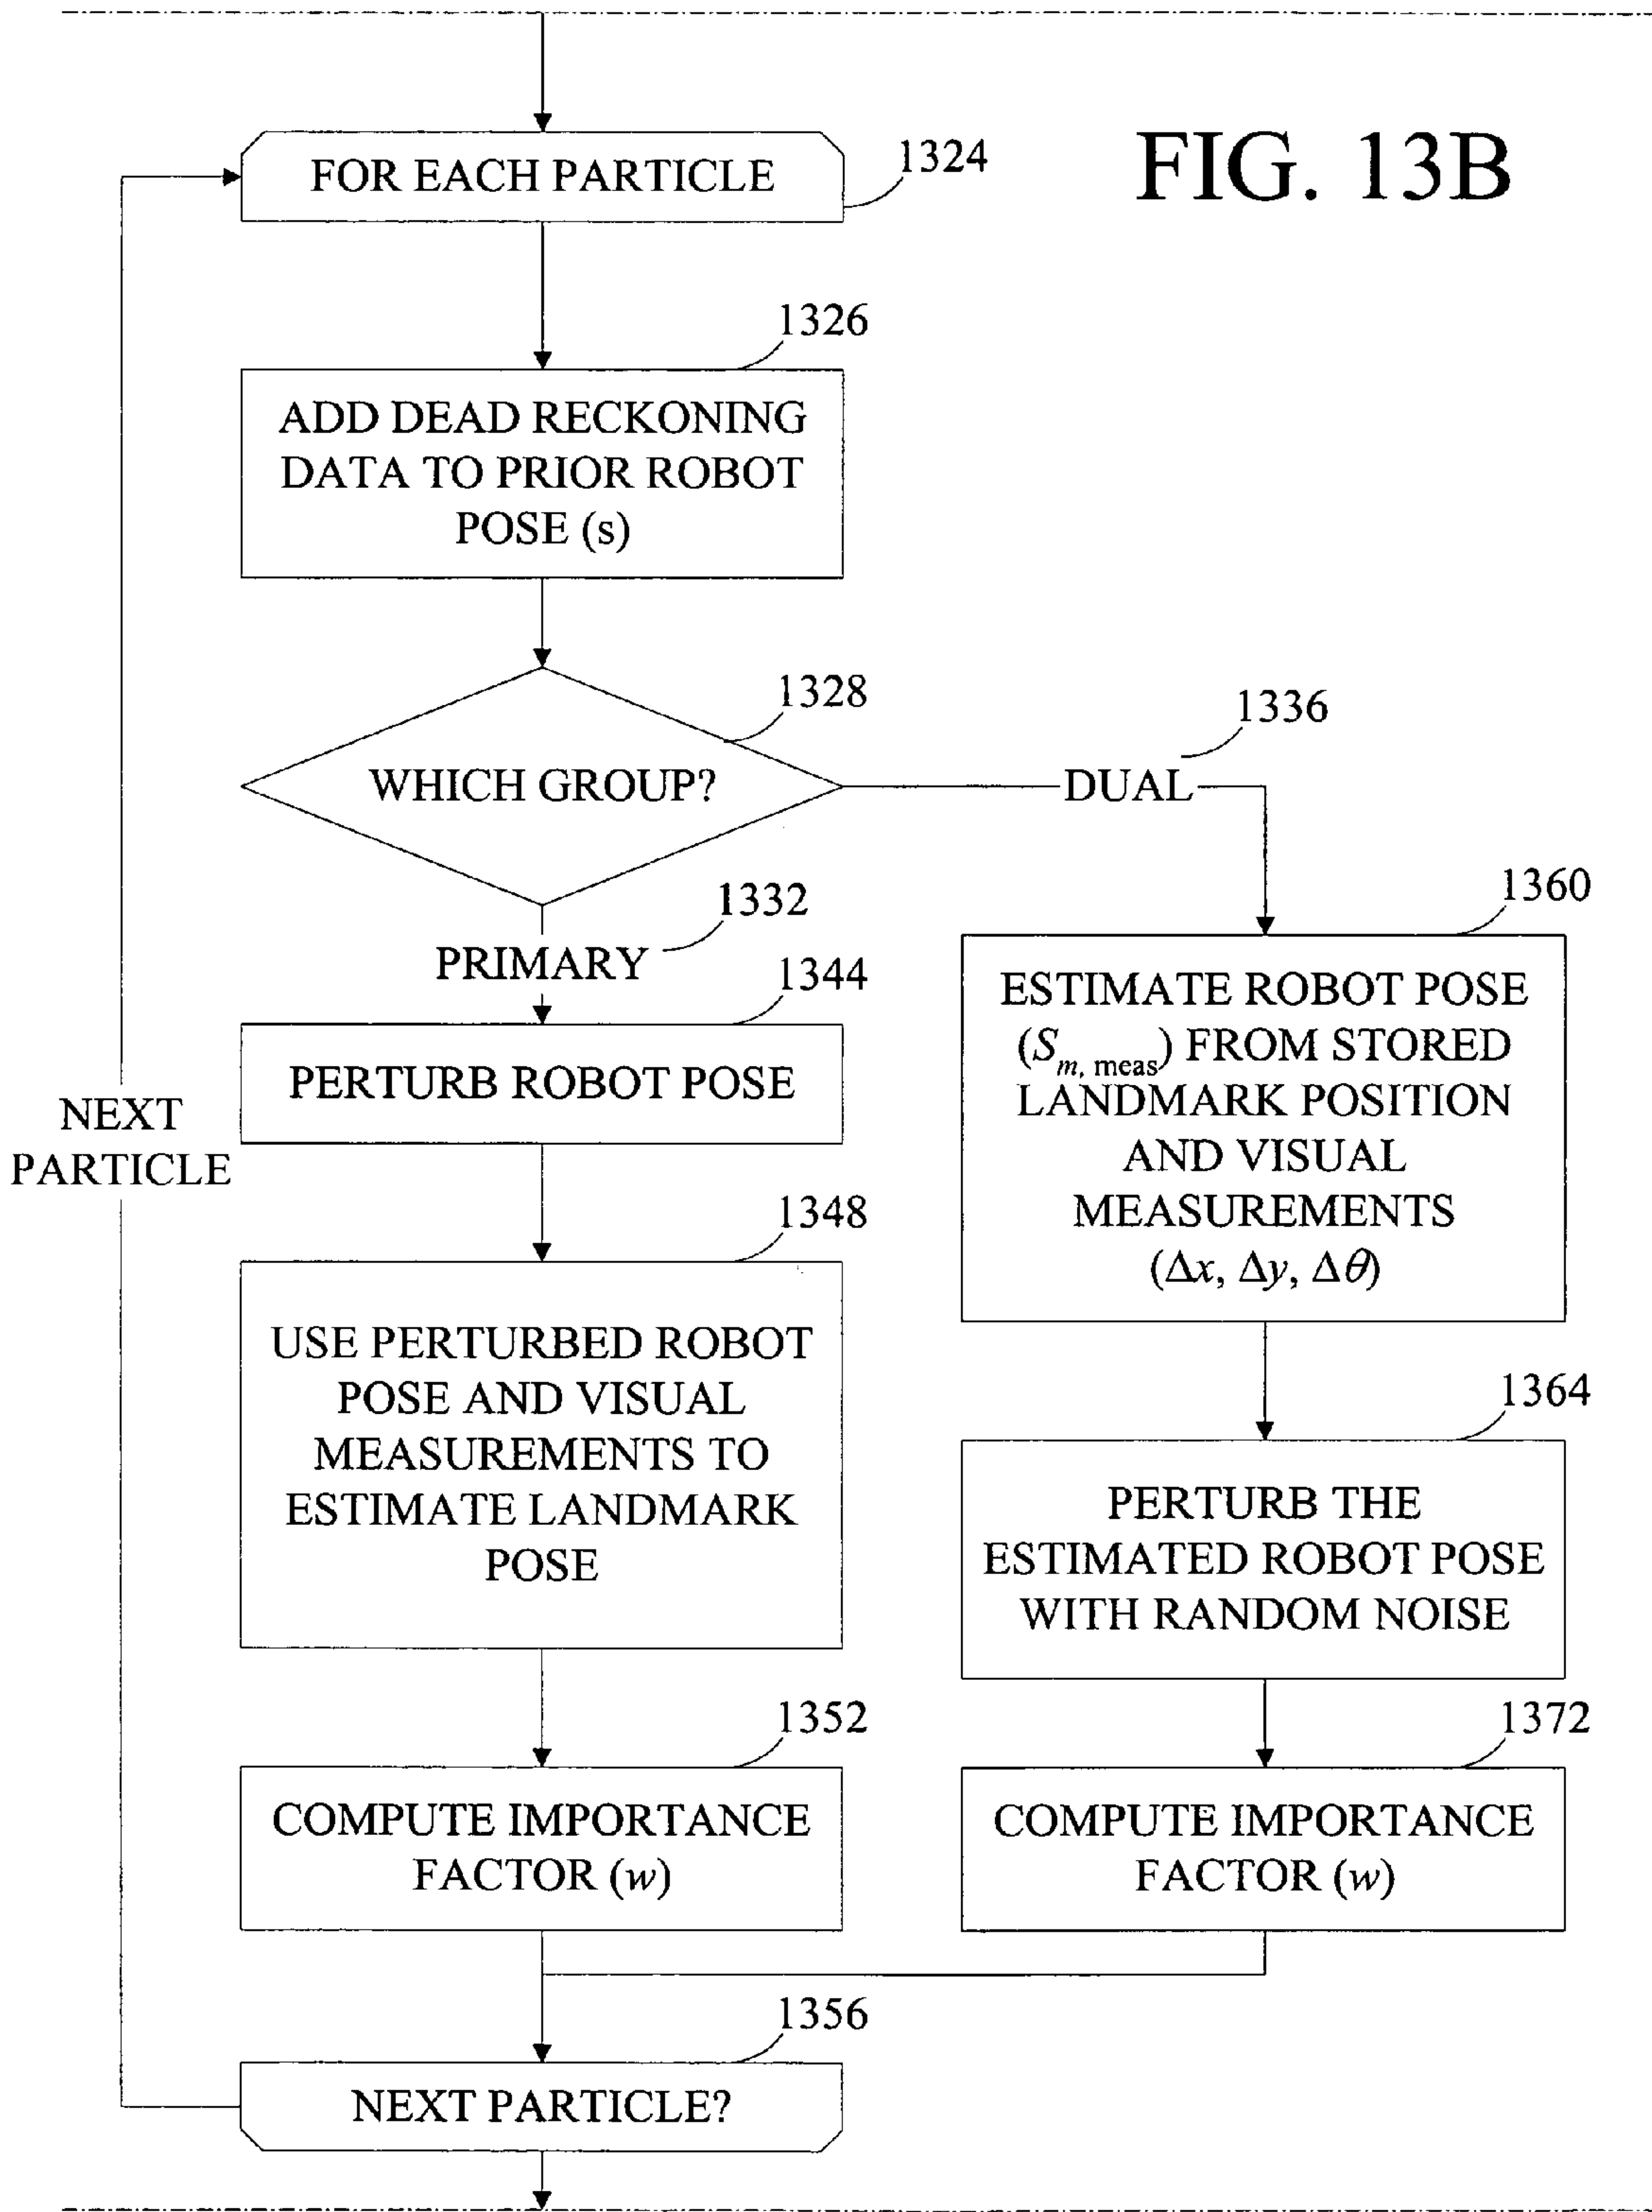 FIG. 13B
FOR EACH PARTICLE
1324
1326
ADD DEAD RECKONING
DATA TO PRIOR ROBOT
POSE (s)
1328
WHICH GROUP?
1336
DUAL
1332
PRIMARY
1344
PERTURB ROBOT POSE
NEXT
PARTICLE
1348
USE PERTURBED ROBOT
POSE AND VISUAL
MEASUREMENTS TO
ESTIMATE LANDMARK
POSE
1352
COMPUTE IMPORTANCE
FACTOR (w)
1360
ESTIMATE ROBOT POSE
(Sm, meas) FROM STORED
LANDMARK POSITION
AND VISUAL
MEASUREMENTS
(Δx, Δy, Δθ)
1364
PERTURB THE
ESTIMATED ROBOT POSE
WITH RANDOM NOISE
1372
COMPUTE IMPORTANCE
FACTOR (w)
1356
NEXT PARTICLE?